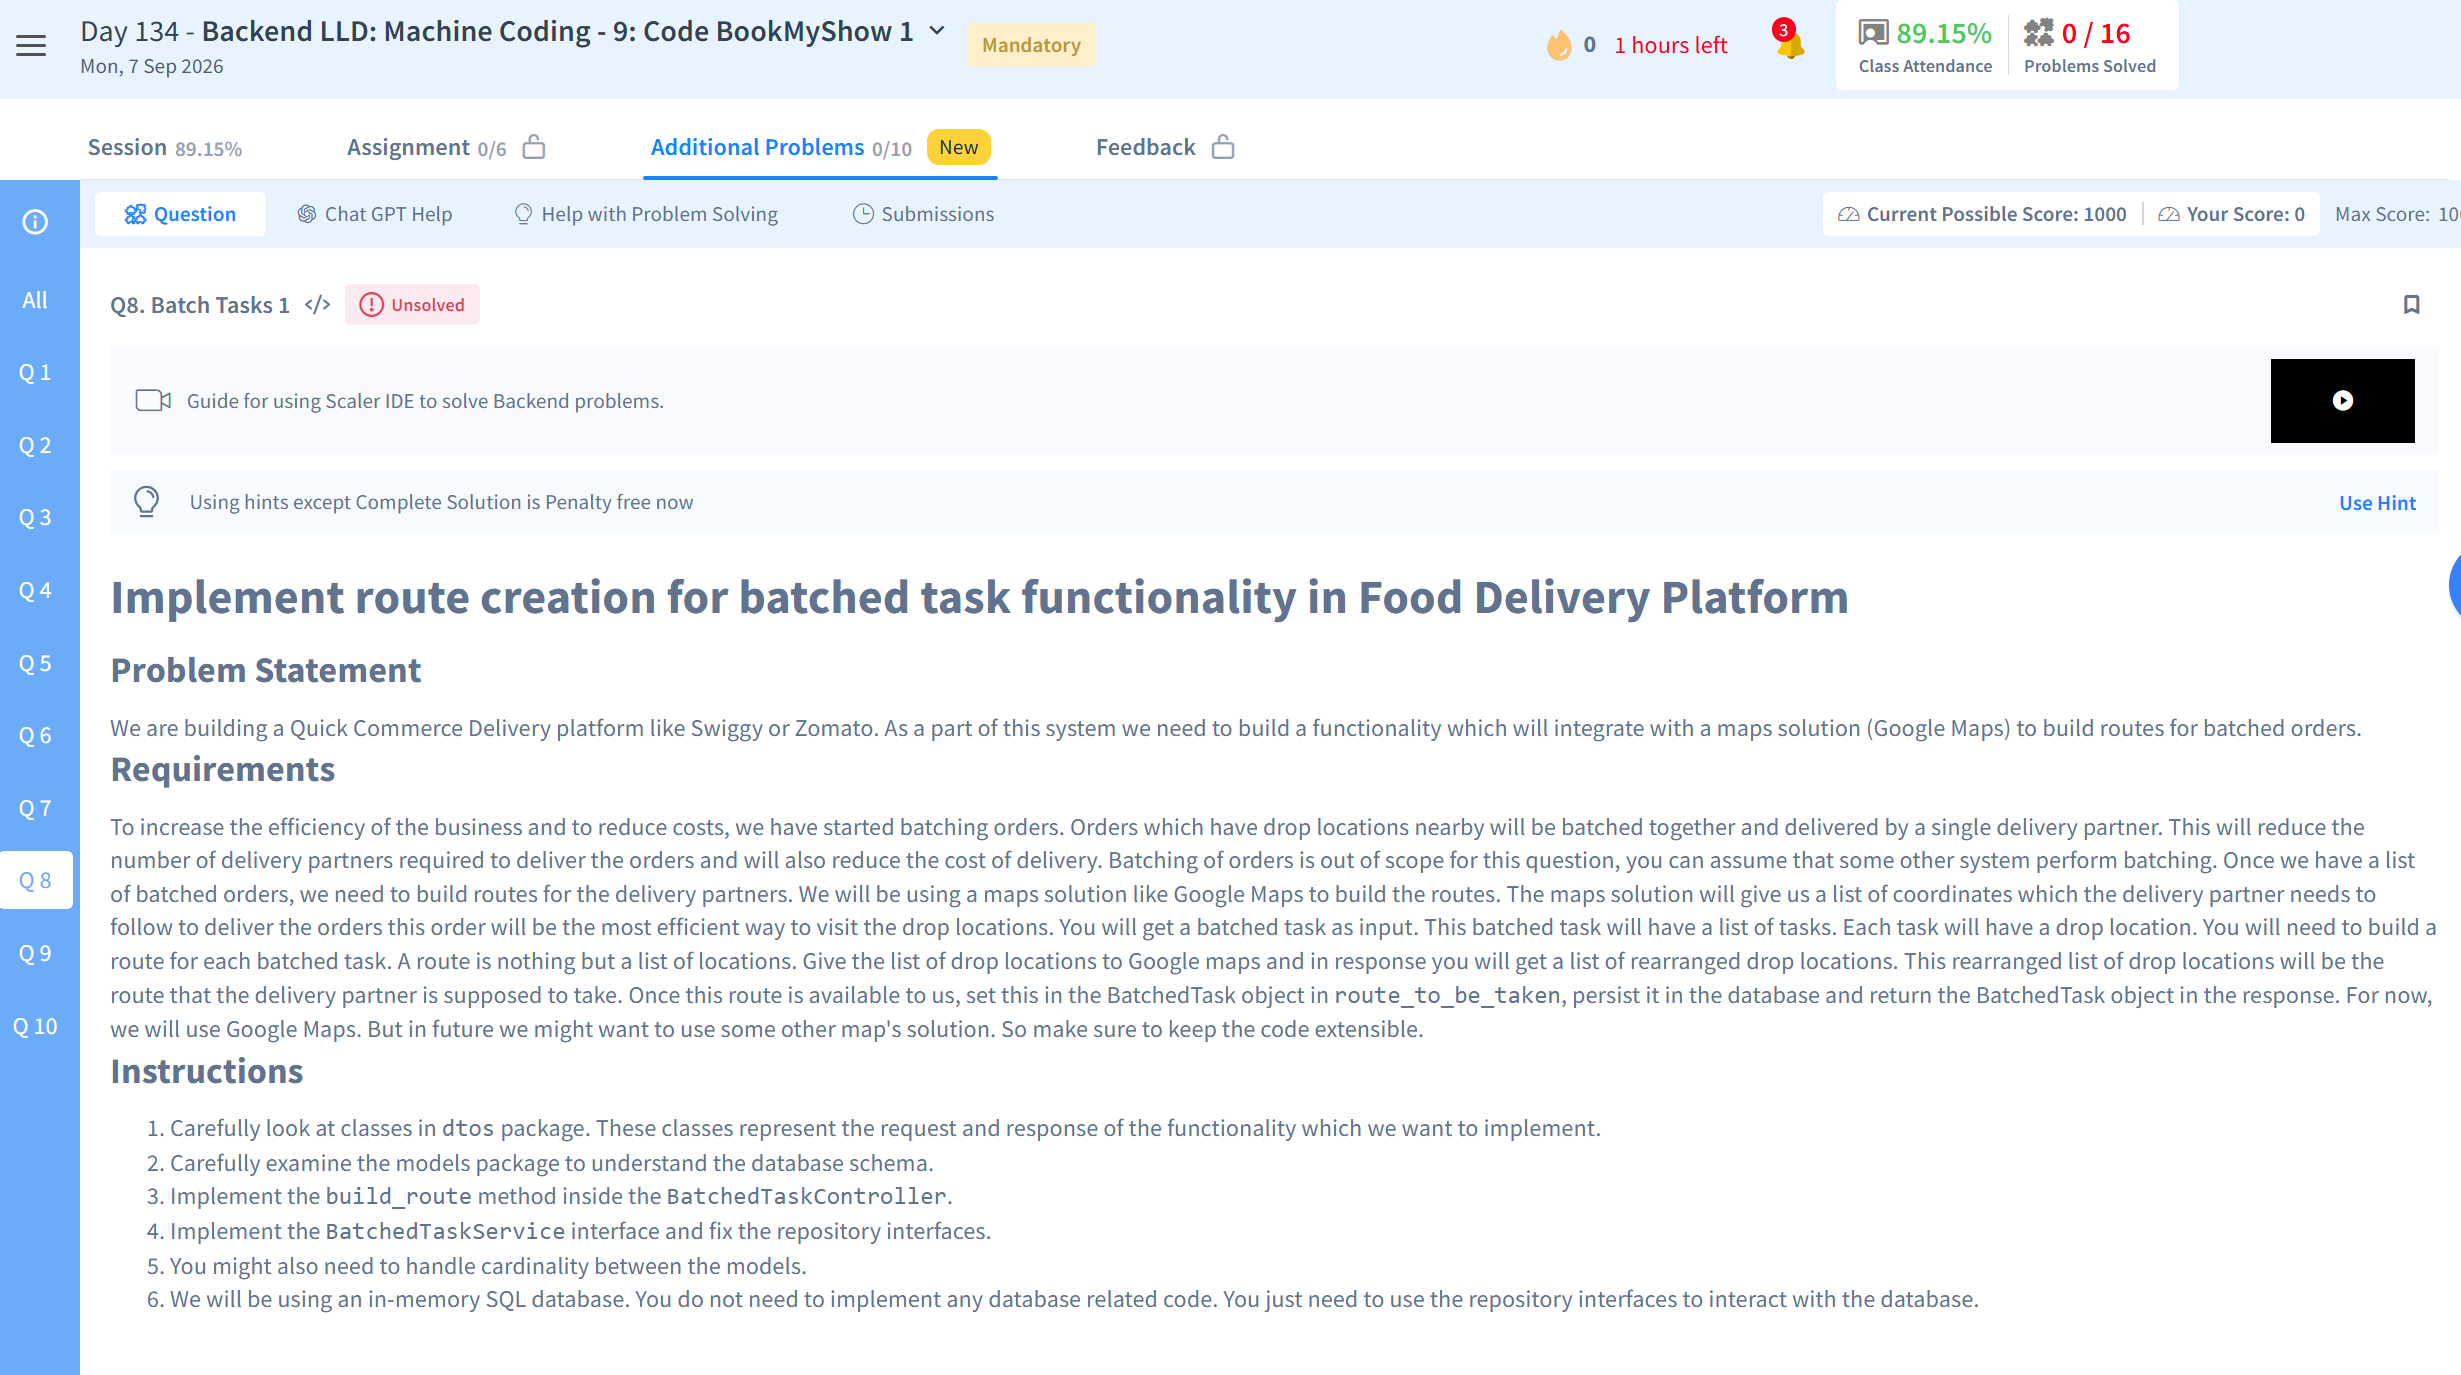 Day 134 - Backend LLD: Machine Coding - 9: Code BookMyShow 1
Mandatory
Mon, 7 Sep 2026
0
1 hours left
3
89.15%
Class Attendance
0 / 16
Problems Solved
Session 89.15%
Assignment 0/6
Additional Problems 0/10 New
Feedback
Question
Chat GPT Help
Help with Problem Solving
Submissions
Current Possible Score: 1000
Your Score: 0
Max Score: 10
All
Q 1
Q 2
Q 3
Q 4
Q 5
Q 6
Q 7
Q 8
Q 9
Q 10
Q8. Batch Tasks 1 </> Unsolved
Guide for using Scaler IDE to solve Backend problems.
Using hints except Complete Solution is Penalty free now
Use Hint
Implement route creation for batched task functionality in Food Delivery Platform
Problem Statement
We are building a Quick Commerce Delivery platform like Swiggy or Zomato. As a part of this system we need to build a functionality which will integrate with a maps solution (Google Maps) to build routes for batched orders.
Requirements
To increase the efficiency of the business and to reduce costs, we have started batching orders. Orders which have drop locations nearby will be batched together and delivered by a single delivery partner. This will reduce the
number of delivery partners required to deliver the orders and will also reduce the cost of delivery. Batching of orders is out of scope for this question, you can assume that some other system perform batching. Once we have a list
of batched orders, we need to build routes for the delivery partners. We will be using a maps solution like Google Maps to build the routes. The maps solution will give us a list of coordinates which the delivery partner needs to
follow to deliver the orders this order will be the most efficient way to visit the drop locations. You will get a batched task as input. This batched task will have a list of tasks. Each task will have a drop location. You will need to build a
route for each batched task. A route is nothing but a list of locations. Give the list of drop locations to Google maps and in response you will get a list of rearranged drop locations. This rearranged list of drop locations will be the
route that the delivery partner is supposed to take. Once this route is available to us, set this in the BatchedTask object in route_to_be_taken, persist it in the database and return the BatchedTask object in the response. For now,
we will use Google Maps. But in future we might want to use some other map's solution. So make sure to keep the code extensible.
Instructions
1. Carefully look at classes in dtos package. These classes represent the request and response of the functionality which we want to implement.
2. Carefully examine the models package to understand the database schema.
3. Implement the build_route method inside the BatchedTaskController.
4. Implement the BatchedTaskService interface and fix the repository interfaces.
5. You might also need to handle cardinality between the models.
6. We will be using an in-memory SQL database. You do not need to implement any database related code. You just need to use the repository interfaces to interact with the database.